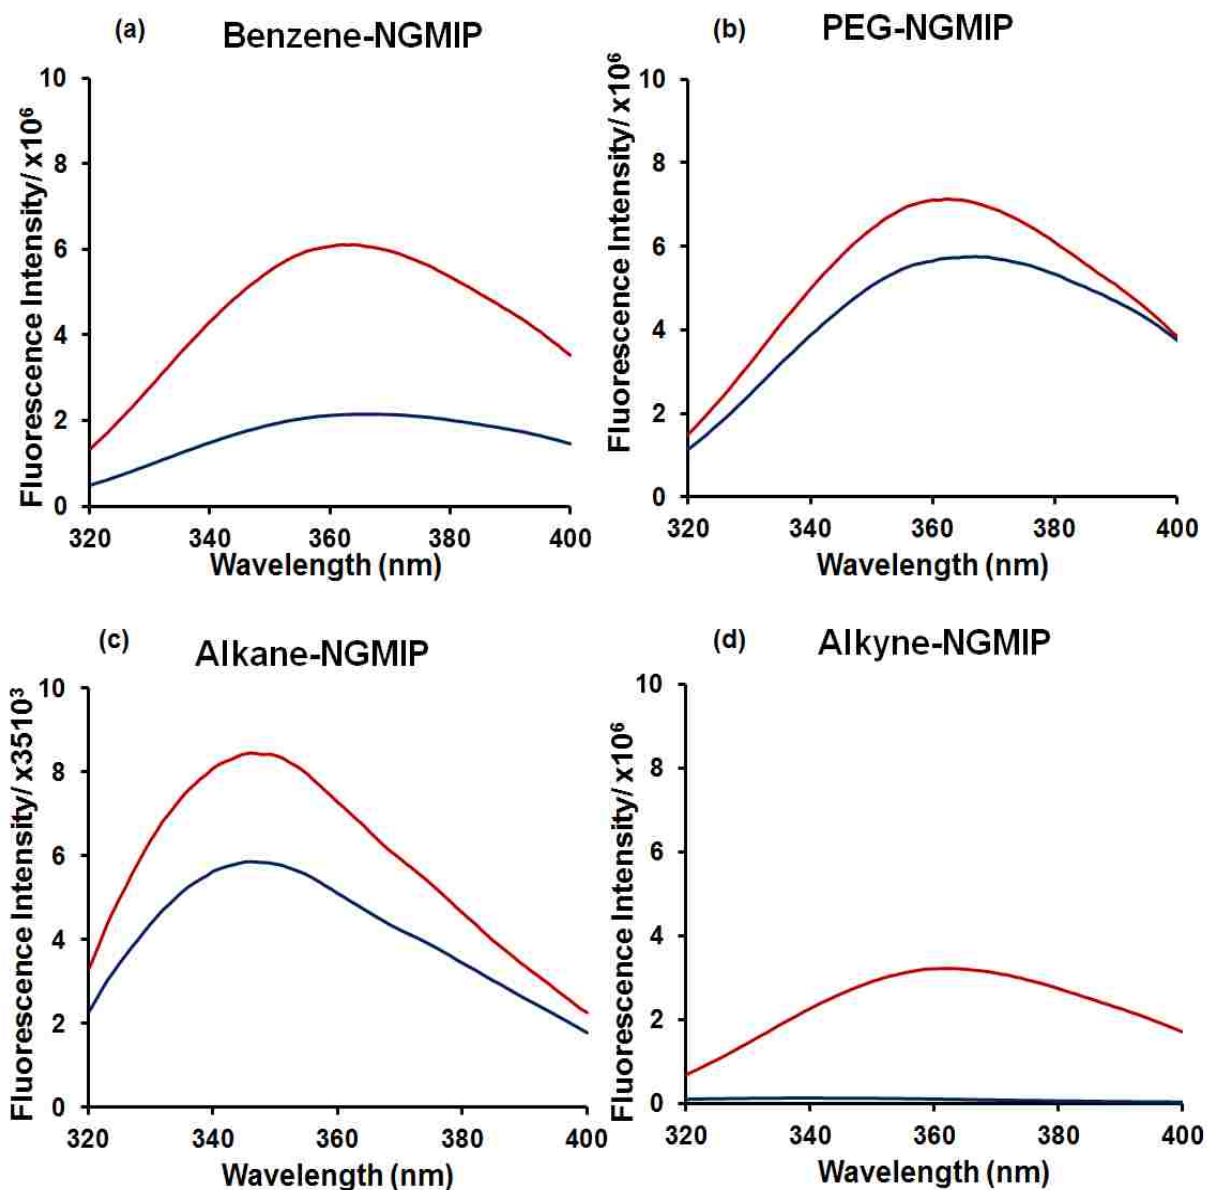 (a)
Benzene-NGMIP
Fluorescence Intensity/ x10⁶
10
8
6
4
2
0
320 340 360 380 400
Wavelength (nm)
(b)
PEG-NGMIP
Fluorescence Intensity/ x10⁶
10
8
6
4
2
0
320 340 360 380 400
Wavelength (nm)
(c)
Alkane-NGMIP
Fluorescence Intensity/ x3510³
10
8
6
4
2
0
320 340 360 380 400
Wavelength (nm)
(d)
Alkyne-NGMIP
Fluorescence Intensity/ x10⁶
10
8
6
4
2
0
320 340 360 380 400
Wavelength (nm)